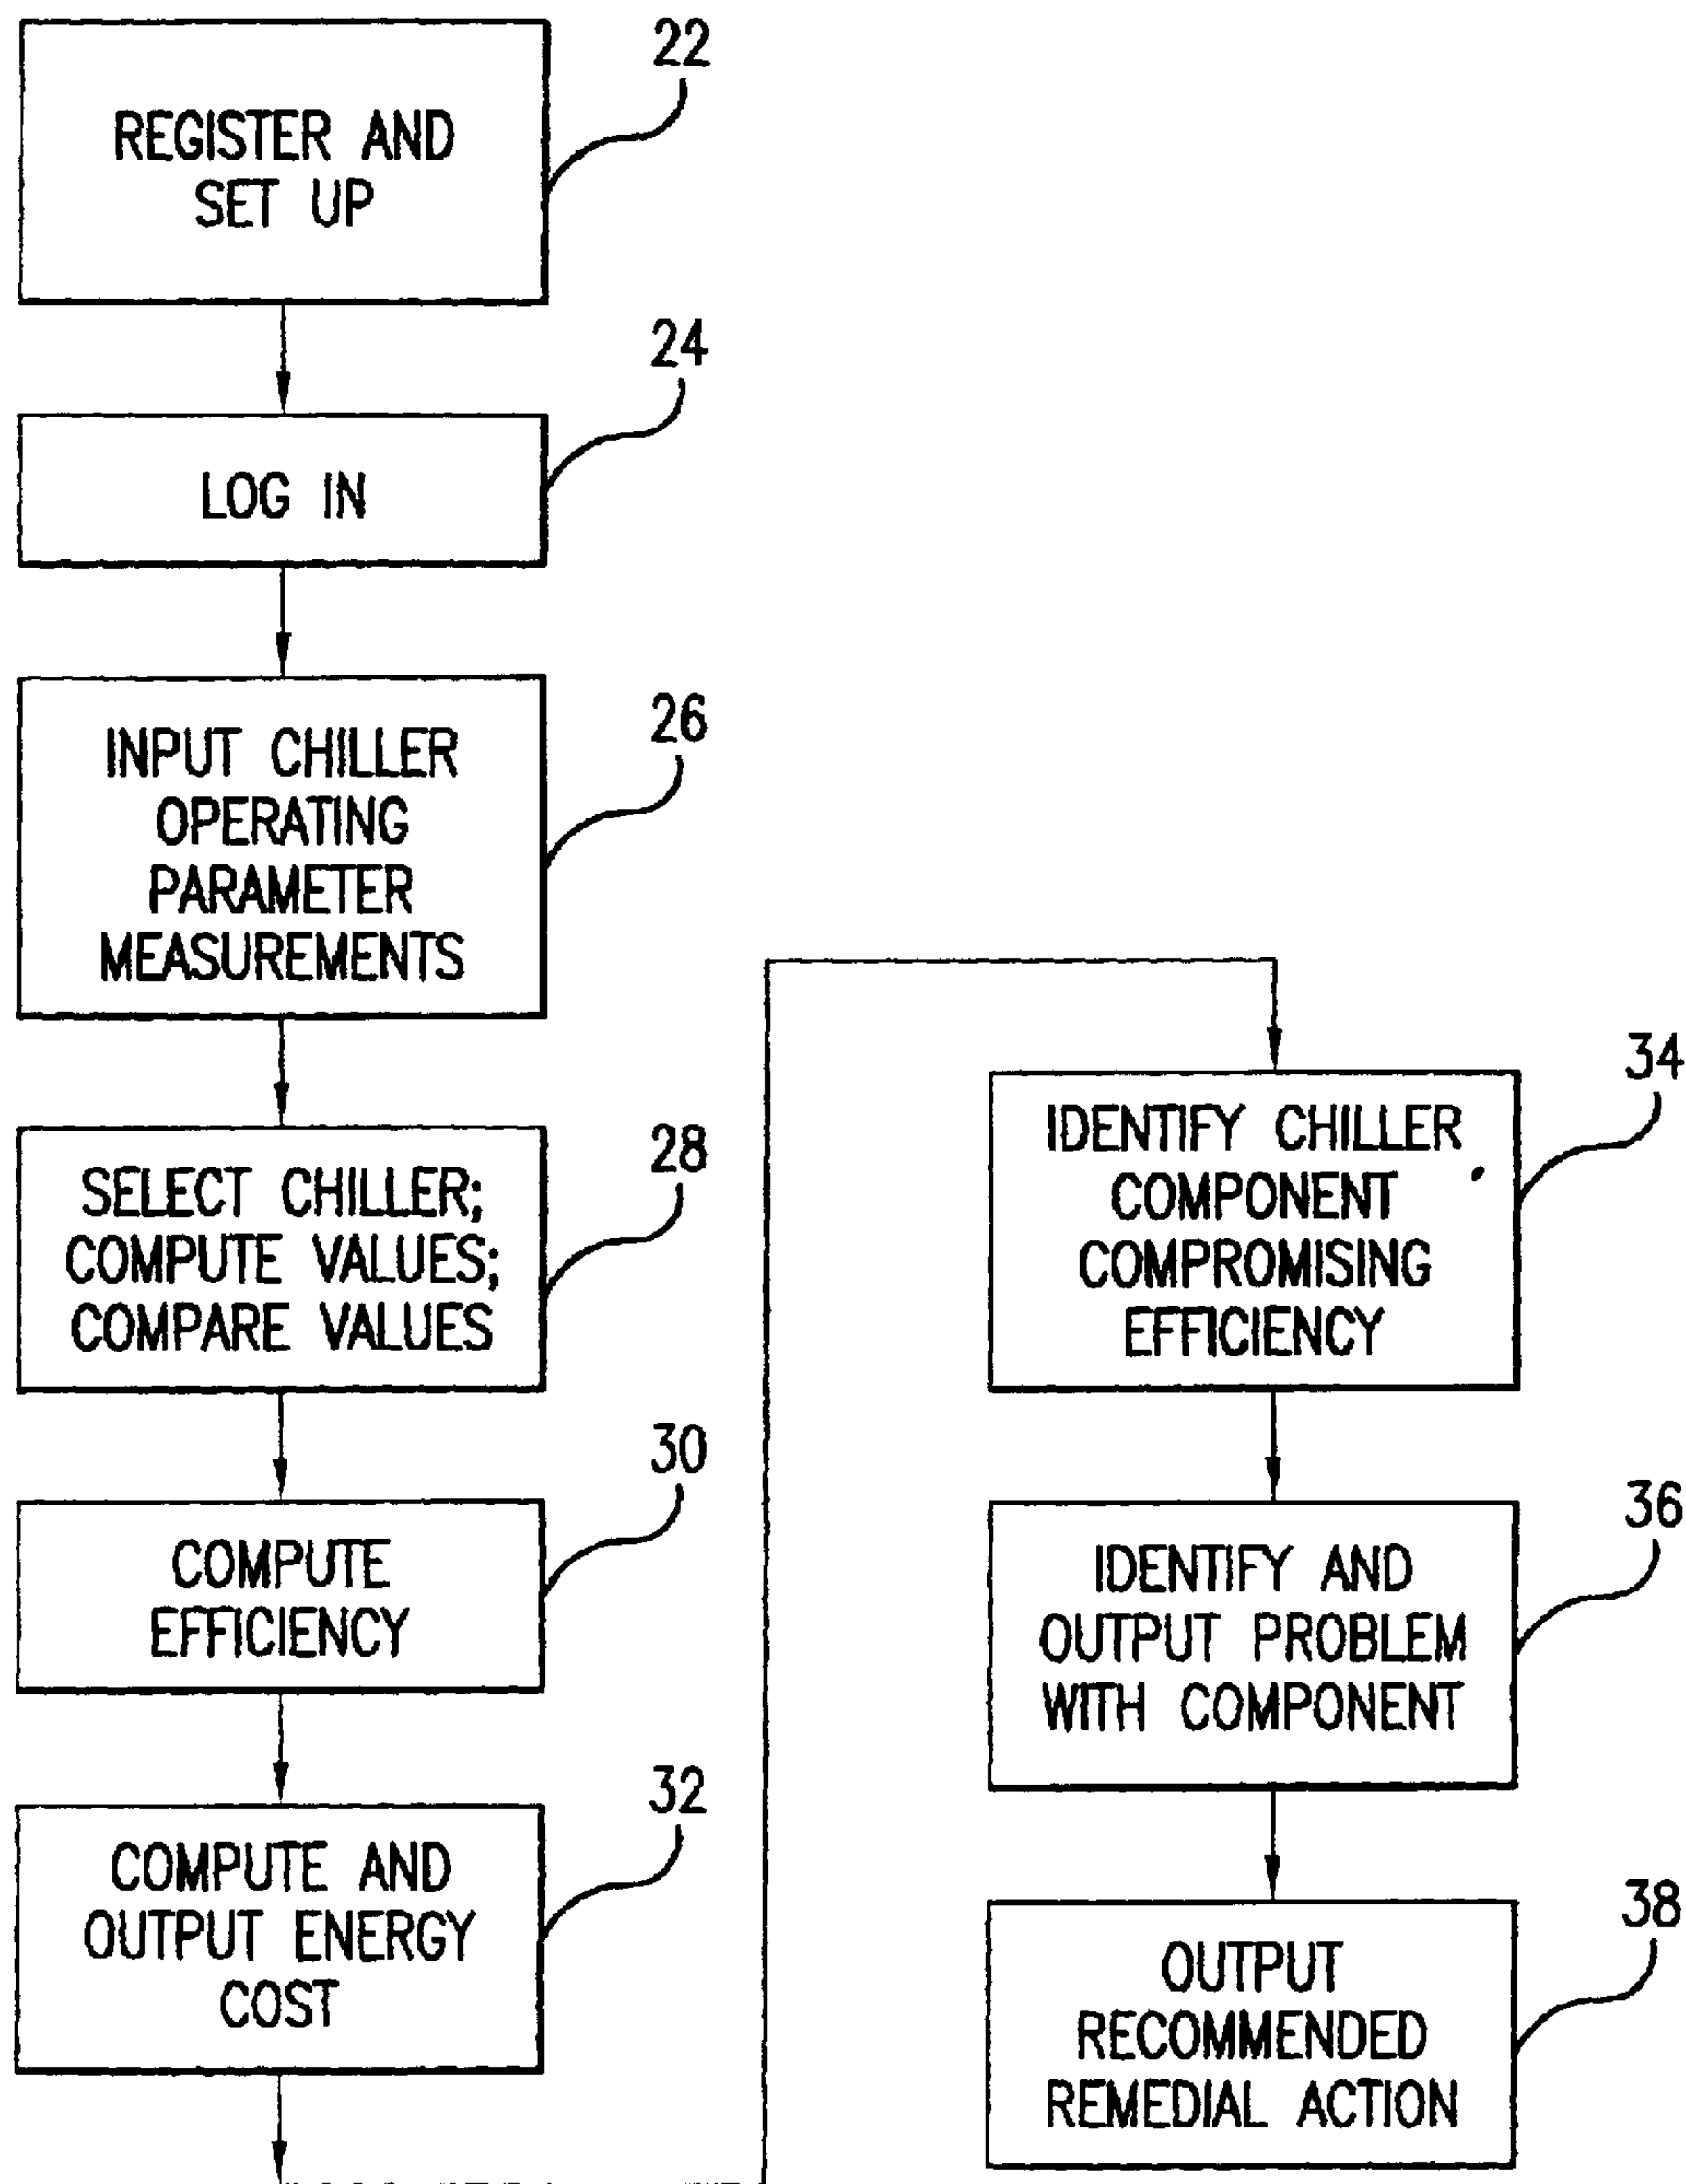 REGISTER AND
SET UP
22
LOG IN
24
INPUT CHILLER
OPERATING
PARAMETER
MEASUREMENTS
26
SELECT CHILLER;
COMPUTE VALUES;
COMPARE VALUES
28
COMPUTE
EFFICIENCY
30
COMPUTE AND
OUTPUT ENERGY
COST
32
IDENTIFY CHILLER
COMPONENT
COMPROMISING
EFFICIENCY
34
IDENTIFY AND
OUTPUT PROBLEM
WITH COMPONENT
36
OUTPUT
RECOMMENDED
REMEDIAL ACTION
38